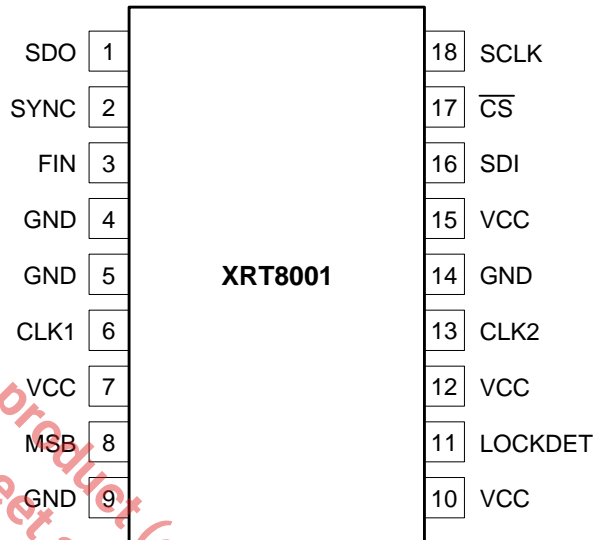 SDO 1
SYNC 2
FIN 3
GND 4
GND 5
CLK1 6
VCC 7
MSB 8
GND 9
XRT8001
18 SCLK
17 C̅S̅
16 SDI
15 VCC
14 GND
13 CLK2
12 VCC
11 LOCKDET
10 VCC
product (